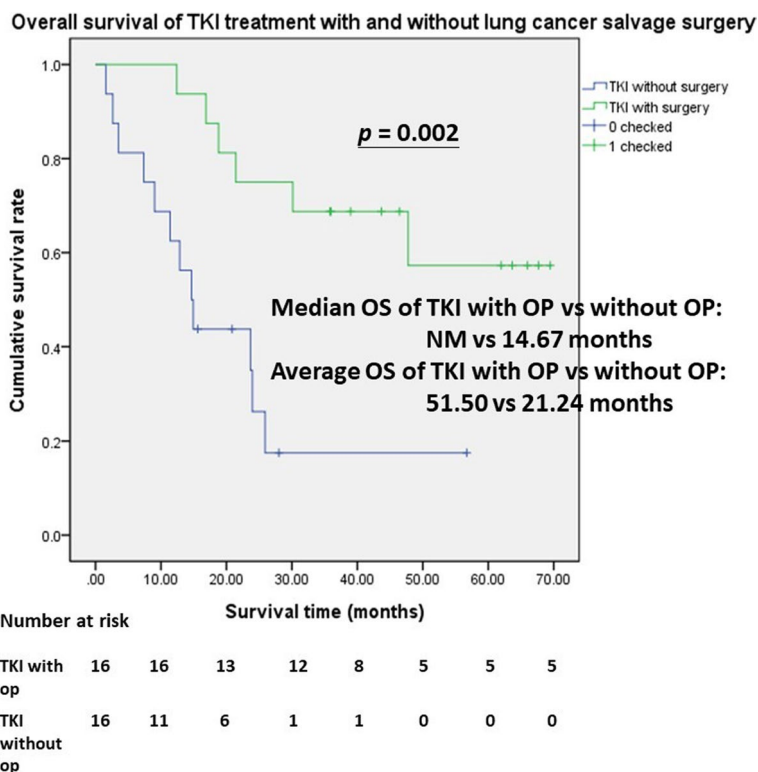 Overall survival of TKI treatment with and without lung cancer salvage surgery
TKI without surgery
TKI with surgery
0 checked
1 checked
p = 0.002
Median OS of TKI with OP vs without OP:
NM vs 14.67 months
Average OS of TKI with OP vs without OP:
51.50 vs 21.24 months
Cumulative survival rate
1.0
0.8
0.6
0.4
0.2
0.0
.00 10.00 20.00 30.00 40.00 50.00 60.00 70.00
Survival time (months)
Number at risk
TKI with 16 16 13 12 8 5 5 5
op
TKI 16 11 6 1 1 0 0 0
without
op